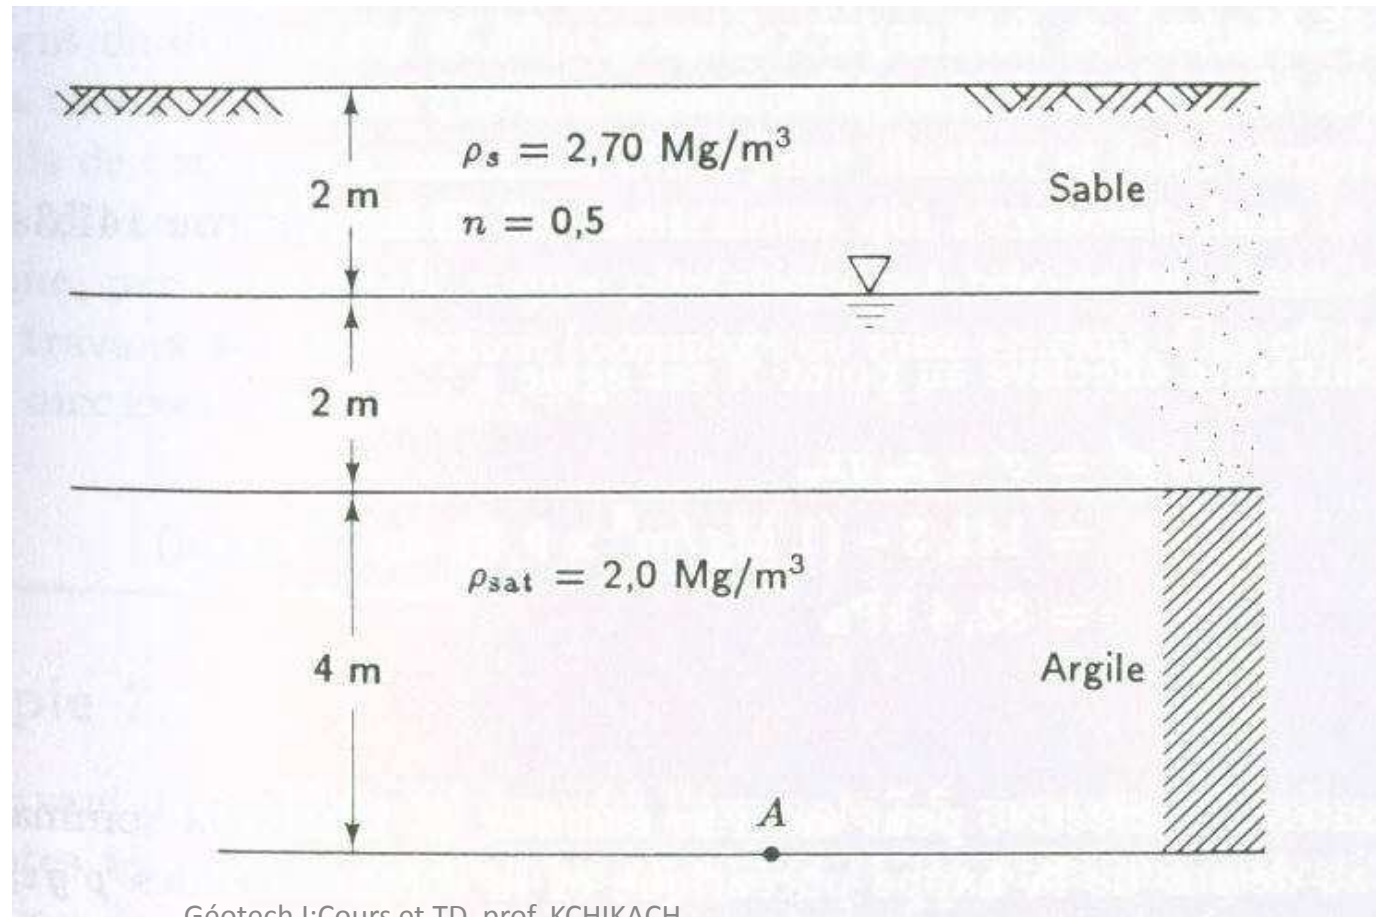 ρs = 2,70 Mg/m³
2 m
Sable
n = 0,5
2 m
ρsat = 2,0 Mg/m³
4 m
Argile
A
Géotech I:Cours et TD, prof. KCHIKACH